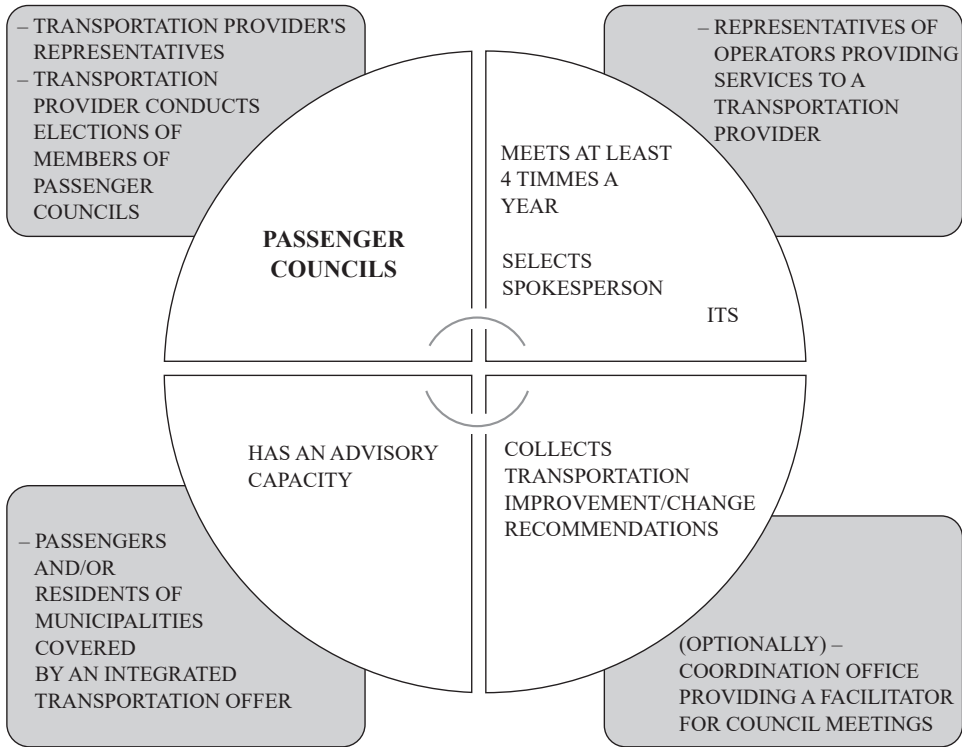 – TRANSPORTATION PROVIDER'S
REPRESENTATIVES
– TRANSPORTATION
PROVIDER CONDUCTS
ELECTIONS OF
MEMBERS OF
PASSENGER
COUNCILS
– REPRESENTATIVES OF
OPERATORS PROVIDING
SERVICES TO A
TRANSPORTATION
PROVIDER
PASSENGER
COUNCILS
MEETS AT LEAST
4 TIMMES A
YEAR
SELECTS
SPOKESPERSON
ITS
HAS AN ADVISORY
CAPACITY
COLLECTS
TRANSPORTATION
IMPROVEMENT/CHANGE
RECOMMENDATIONS
– PASSENGERS
AND/OR
RESIDENTS OF
MUNICIPALITIES
COVERED
BY AN INTEGRATED
TRANSPORTATION OFFER
(OPTIONALLY) –
COORDINATION OFFICE
PROVIDING A FACILITATOR
FOR COUNCIL MEETINGS